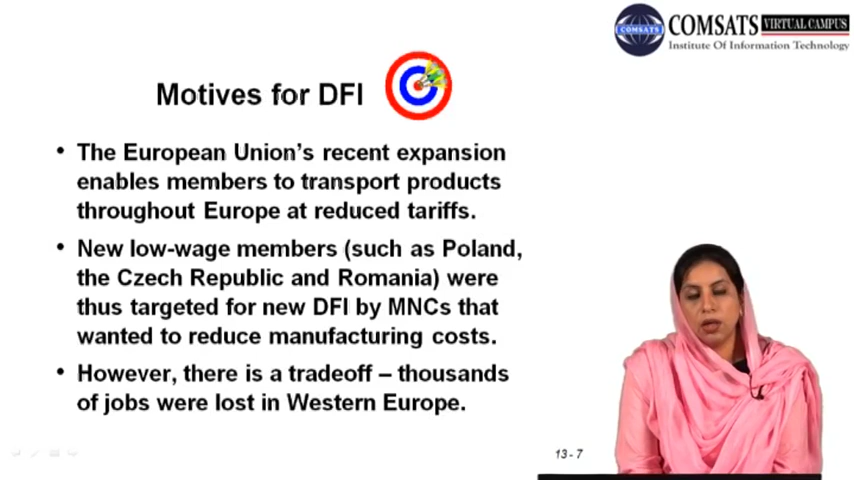 COMSATS VIRTUAL CAMPUS
COMSATS
Institute Of Information Technology
Motives for DFI
• The European Union's recent expansion
enables members to transport products
throughout Europe at reduced tariffs.
• New low-wage members (such as Poland,
the Czech Republic and Romania) were
thus targeted for new DFI by MNCs that
wanted to reduce manufacturing costs.
• However, there is a tradeoff – thousands
of jobs were lost in Western Europe.
13 - 7